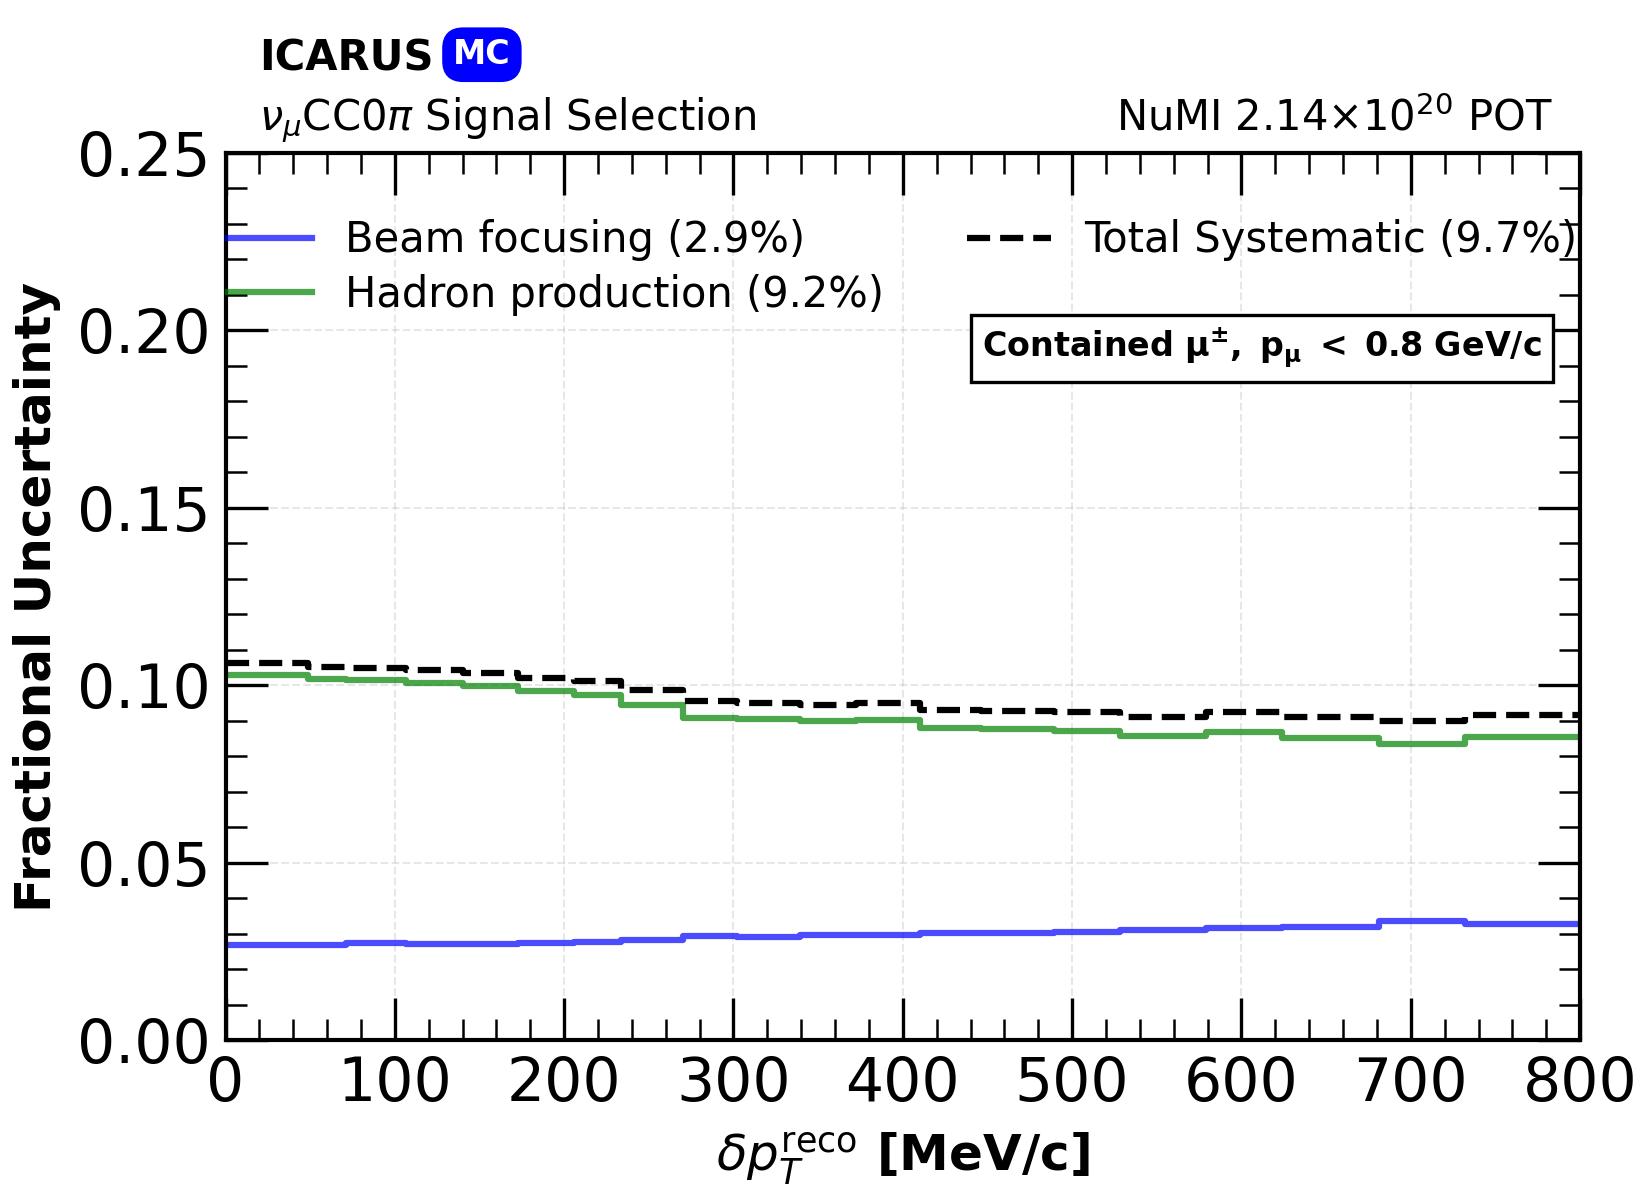 ICARUS MC
νμCC0π Signal Selection
NuMI 2.14×10²⁰ POT
Beam focusing (2.9%)
Hadron production (9.2%)
Total Systematic (9.7%)
Contained μ±, pμ < 0.8 GeV/c
Fractional Uncertainty
0.25
0.20
0.15
0.10
0.05
0.00
0 100 200 300 400 500 600 700 800
δp_T^reco [MeV/c]